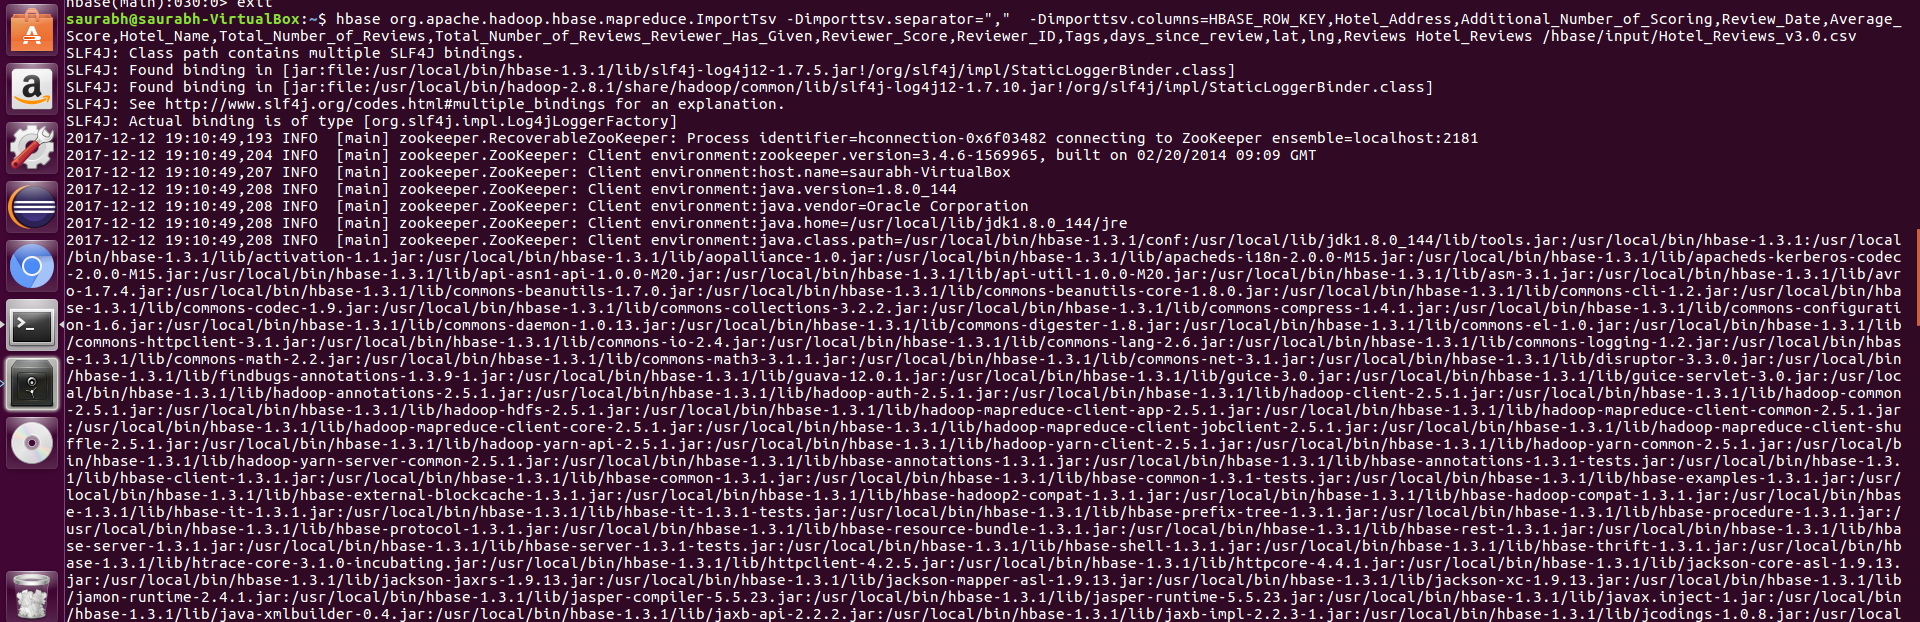 hbase(main):030:0> exit
saurabh@saurabh-VirtualBox:~$ hbase org.apache.hadoop.hbase.mapreduce.ImportTsv -Dimporttsv.separator=","  -Dimporttsv.columns=HBASE_ROW_KEY,Hotel_Address,Additional_Number_of_Scoring,Review_Date,Average_
Score,Hotel_Name,Total_Number_of_Reviews,Total_Number_of_Reviews_Reviewer_Has_Given,Reviewer_Score,Reviewer_ID,Tags,days_since_review,lat,lng,Reviews Hotel_Reviews /hbase/input/Hotel_Reviews_v3.0.csv
SLF4J: Class path contains multiple SLF4J bindings.
SLF4J: Found binding in [jar:file:/usr/local/bin/hbase-1.3.1/lib/slf4j-log4j12-1.7.5.jar!/org/slf4j/impl/StaticLoggerBinder.class]
SLF4J: Found binding in [jar:file:/usr/local/bin/hadoop-2.8.1/share/hadoop/common/lib/slf4j-log4j12-1.7.10.jar!/org/slf4j/impl/StaticLoggerBinder.class]
SLF4J: See http://www.slf4j.org/codes.html#multiple_bindings for an explanation.
SLF4J: Actual binding is of type [org.slf4j.impl.Log4jLoggerFactory]
2017-12-12 19:10:49,193 INFO  [main] zookeeper.RecoverableZooKeeper: Process identifier=hconnection-0x6f03482 connecting to ZooKeeper ensemble=localhost:2181
2017-12-12 19:10:49,204 INFO  [main] zookeeper.ZooKeeper: Client environment:zookeeper.version=3.4.6-1569965, built on 02/20/2014 09:09 GMT
2017-12-12 19:10:49,207 INFO  [main] zookeeper.ZooKeeper: Client environment:host.name=saurabh-VirtualBox
2017-12-12 19:10:49,208 INFO  [main] zookeeper.ZooKeeper: Client environment:java.version=1.8.0_144
2017-12-12 19:10:49,208 INFO  [main] zookeeper.ZooKeeper: Client environment:java.vendor=Oracle Corporation
2017-12-12 19:10:49,208 INFO  [main] zookeeper.ZooKeeper: Client environment:java.home=/usr/local/lib/jdk1.8.0_144/jre
2017-12-12 19:10:49,208 INFO  [main] zookeeper.ZooKeeper: Client environment:java.class.path=/usr/local/bin/hbase-1.3.1/conf:/usr/local/lib/jdk1.8.0_144/lib/tools.jar:/usr/local/bin/hbase-1.3.1:/usr/local
/bin/hbase-1.3.1/lib/activation-1.1.jar:/usr/local/bin/hbase-1.3.1/lib/aopalliance-1.0.jar:/usr/local/bin/hbase-1.3.1/lib/apacheds-i18n-2.0.0-M15.jar:/usr/local/bin/hbase-1.3.1/lib/apacheds-kerberos-codec
-2.0.0-M15.jar:/usr/local/bin/hbase-1.3.1/lib/api-asn1-api-1.0.0-M20.jar:/usr/local/bin/hbase-1.3.1/lib/api-util-1.0.0-M20.jar:/usr/local/bin/hbase-1.3.1/lib/asm-3.1.jar:/usr/local/bin/hbase-1.3.1/lib/avr
o-1.7.4.jar:/usr/local/bin/hbase-1.3.1/lib/commons-beanutils-1.7.0.jar:/usr/local/bin/hbase-1.3.1/lib/commons-beanutils-core-1.8.0.jar:/usr/local/bin/hbase-1.3.1/lib/commons-cli-1.2.jar:/usr/local/bin/hba
se-1.3.1/lib/commons-codec-1.9.jar:/usr/local/bin/hbase-1.3.1/lib/commons-collections-3.2.2.jar:/usr/local/bin/hbase-1.3.1/lib/commons-compress-1.4.1.jar:/usr/local/bin/hbase-1.3.1/lib/commons-configurati
on-1.6.jar:/usr/local/bin/hbase-1.3.1/lib/commons-daemon-1.0.13.jar:/usr/local/bin/hbase-1.3.1/lib/commons-digester-1.8.jar:/usr/local/bin/hbase-1.3.1/lib/commons-el-1.0.jar:/usr/local/bin/hbase-1.3.1/lib
/commons-httpclient-3.1.jar:/usr/local/bin/hbase-1.3.1/lib/commons-io-2.4.jar:/usr/local/bin/hbase-1.3.1/lib/commons-lang-2.6.jar:/usr/local/bin/hbase-1.3.1/lib/commons-logging-1.2.jar:/usr/local/bin/hbas
e-1.3.1/lib/commons-math-2.2.jar:/usr/local/bin/hbase-1.3.1/lib/commons-math3-3.1.1.jar:/usr/local/bin/hbase-1.3.1/lib/commons-net-3.1.jar:/usr/local/bin/hbase-1.3.1/lib/disruptor-3.3.0.jar:/usr/local/bin
/hbase-1.3.1/lib/findbugs-annotations-1.3.9-1.jar:/usr/local/bin/hbase-1.3.1/lib/guava-12.0.1.jar:/usr/local/bin/hbase-1.3.1/lib/guice-3.0.jar:/usr/local/bin/hbase-1.3.1/lib/guice-servlet-3.0.jar:/usr/loc
al/bin/hbase-1.3.1/lib/hadoop-annotations-2.5.1.jar:/usr/local/bin/hbase-1.3.1/lib/hadoop-auth-2.5.1.jar:/usr/local/bin/hbase-1.3.1/lib/hadoop-client-2.5.1.jar:/usr/local/bin/hbase-1.3.1/lib/hadoop-common
-2.5.1.jar:/usr/local/bin/hbase-1.3.1/lib/hadoop-hdfs-2.5.1.jar:/usr/local/bin/hbase-1.3.1/lib/hadoop-mapreduce-client-app-2.5.1.jar:/usr/local/bin/hbase-1.3.1/lib/hadoop-mapreduce-client-common-2.5.1.jar
:/usr/local/bin/hbase-1.3.1/lib/hadoop-mapreduce-client-core-2.5.1.jar:/usr/local/bin/hbase-1.3.1/lib/hadoop-mapreduce-client-jobclient-2.5.1.jar:/usr/local/bin/hbase-1.3.1/lib/hadoop-mapreduce-client-shu
ffle-2.5.1.jar:/usr/local/bin/hbase-1.3.1/lib/hadoop-yarn-api-2.5.1.jar:/usr/local/bin/hbase-1.3.1/lib/hadoop-yarn-client-2.5.1.jar:/usr/local/bin/hbase-1.3.1/lib/hadoop-yarn-common-2.5.1.jar:/usr/local/b
in/hbase-1.3.1/lib/hadoop-yarn-server-common-2.5.1.jar:/usr/local/bin/hbase-1.3.1/lib/hbase-annotations-1.3.1.jar:/usr/local/bin/hbase-1.3.1/lib/hbase-annotations-1.3.1-tests.jar:/usr/local/bin/hbase-1.3.
1/lib/hbase-client-1.3.1.jar:/usr/local/bin/hbase-1.3.1/lib/hbase-common-1.3.1.jar:/usr/local/bin/hbase-1.3.1/lib/hbase-common-1.3.1-tests.jar:/usr/local/bin/hbase-1.3.1/lib/hbase-examples-1.3.1.jar:/usr/
local/bin/hbase-1.3.1/lib/hbase-external-blockcache-1.3.1.jar:/usr/local/bin/hbase-1.3.1/lib/hbase-hadoop2-compat-1.3.1.jar:/usr/local/bin/hbase-1.3.1/lib/hbase-hadoop-compat-1.3.1.jar:/usr/local/bin/hbas
e-1.3.1/lib/hbase-it-1.3.1.jar:/usr/local/bin/hbase-1.3.1/lib/hbase-it-1.3.1-tests.jar:/usr/local/bin/hbase-1.3.1/lib/hbase-prefix-tree-1.3.1.jar:/usr/local/bin/hbase-1.3.1/lib/hbase-procedure-1.3.1.jar:/
usr/local/bin/hbase-1.3.1/lib/hbase-protocol-1.3.1.jar:/usr/local/bin/hbase-1.3.1/lib/hbase-resource-bundle-1.3.1.jar:/usr/local/bin/hbase-1.3.1/lib/hbase-rest-1.3.1.jar:/usr/local/bin/hbase-1.3.1/lib/hba
se-server-1.3.1.jar:/usr/local/bin/hbase-1.3.1/lib/hbase-server-1.3.1-tests.jar:/usr/local/bin/hbase-1.3.1/lib/hbase-shell-1.3.1.jar:/usr/local/bin/hbase-1.3.1/lib/hbase-thrift-1.3.1.jar:/usr/local/bin/hb
ase-1.3.1/lib/htrace-core-3.1.0-incubating.jar:/usr/local/bin/hbase-1.3.1/lib/httpclient-4.2.5.jar:/usr/local/bin/hbase-1.3.1/lib/httpcore-4.4.1.jar:/usr/local/bin/hbase-1.3.1/lib/jackson-core-asl-1.9.13.
jar:/usr/local/bin/hbase-1.3.1/lib/jackson-jaxrs-1.9.13.jar:/usr/local/bin/hbase-1.3.1/lib/jackson-mapper-asl-1.9.13.jar:/usr/local/bin/hbase-1.3.1/lib/jackson-xc-1.9.13.jar:/usr/local/bin/hbase-1.3.1/lib
/jamon-runtime-2.4.1.jar:/usr/local/bin/hbase-1.3.1/lib/jasper-compiler-5.5.23.jar:/usr/local/bin/hbase-1.3.1/lib/jasper-runtime-5.5.23.jar:/usr/local/bin/hbase-1.3.1/lib/javax.inject-1.jar:/usr/local/bin
/hbase-1.3.1/lib/java-xmlbuilder-0.4.jar:/usr/local/bin/hbase-1.3.1/lib/jaxb-api-2.2.2.jar:/usr/local/bin/hbase-1.3.1/lib/jaxb-impl-2.2.3-1.jar:/usr/local/bin/hbase-1.3.1/lib/jcodings-1.0.8.jar:/usr/local